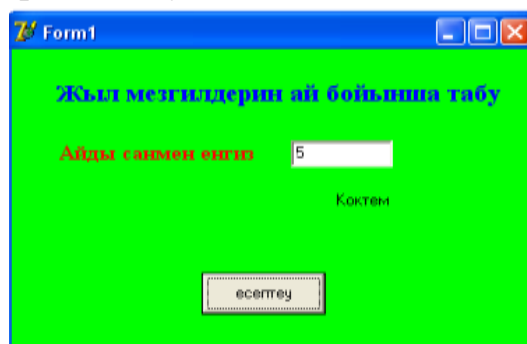 Form1
Жыл мезгилдерин ай бойынша табу
Айды санмен енгиз
5
Коктем
есептеу